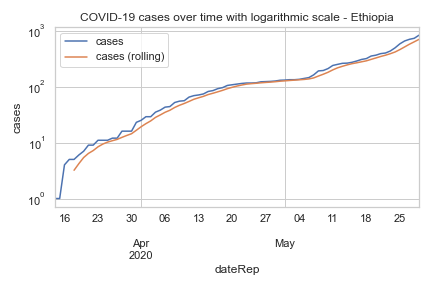 COVID-19 cases over time with logarithmic scale - Ethiopia
cases
cases (rolling)
10³
10²
10¹
10⁰
cases
16 23 30 06 13 20 27 04 11 18 25
Apr May
2020
dateRep